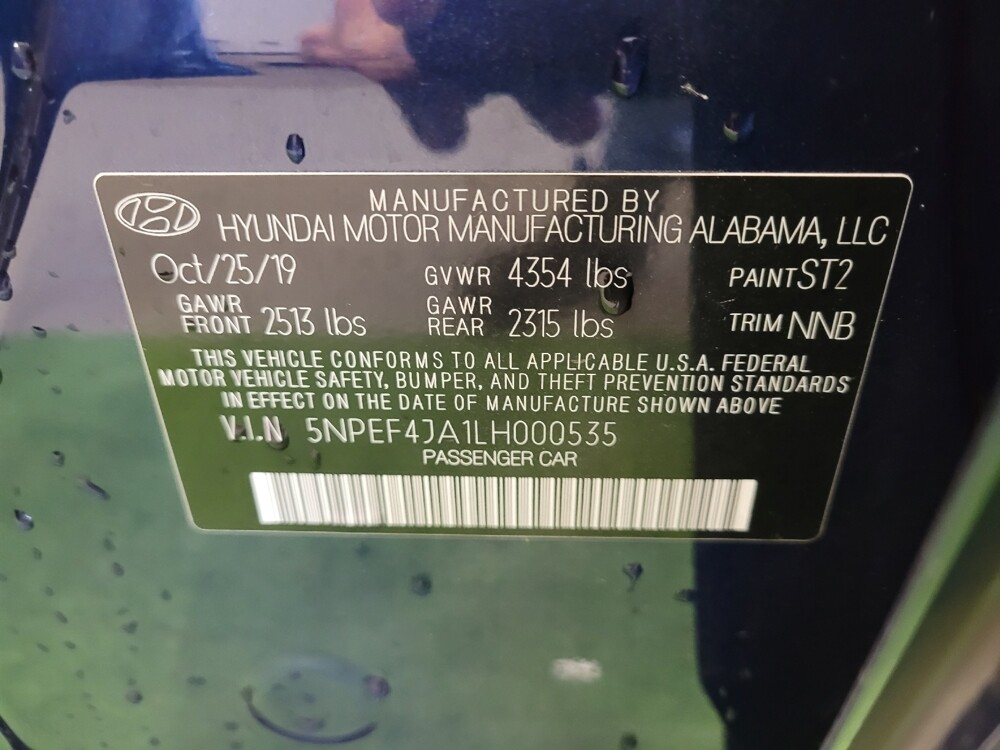 MANUFACTURED BY
HYUNDAI MOTOR MANUFACTURING ALABAMA, LLC
Oct/25/19 GVWR 4354 lbs PAINT ST2
GAWR FRONT 2513 lbs GAWR REAR 2315 lbs TRIM NNB
THIS VEHICLE CONFORMS TO ALL APPLICABLE U.S.A. FEDERAL
MOTOR VEHICLE SAFETY, BUMPER, AND THEFT PREVENTION STANDARDS
IN EFFECT ON THE DATE OF MANUFACTURE SHOWN ABOVE
V.I.N 5NPEF4JA1LH000535
PASSENGER CAR